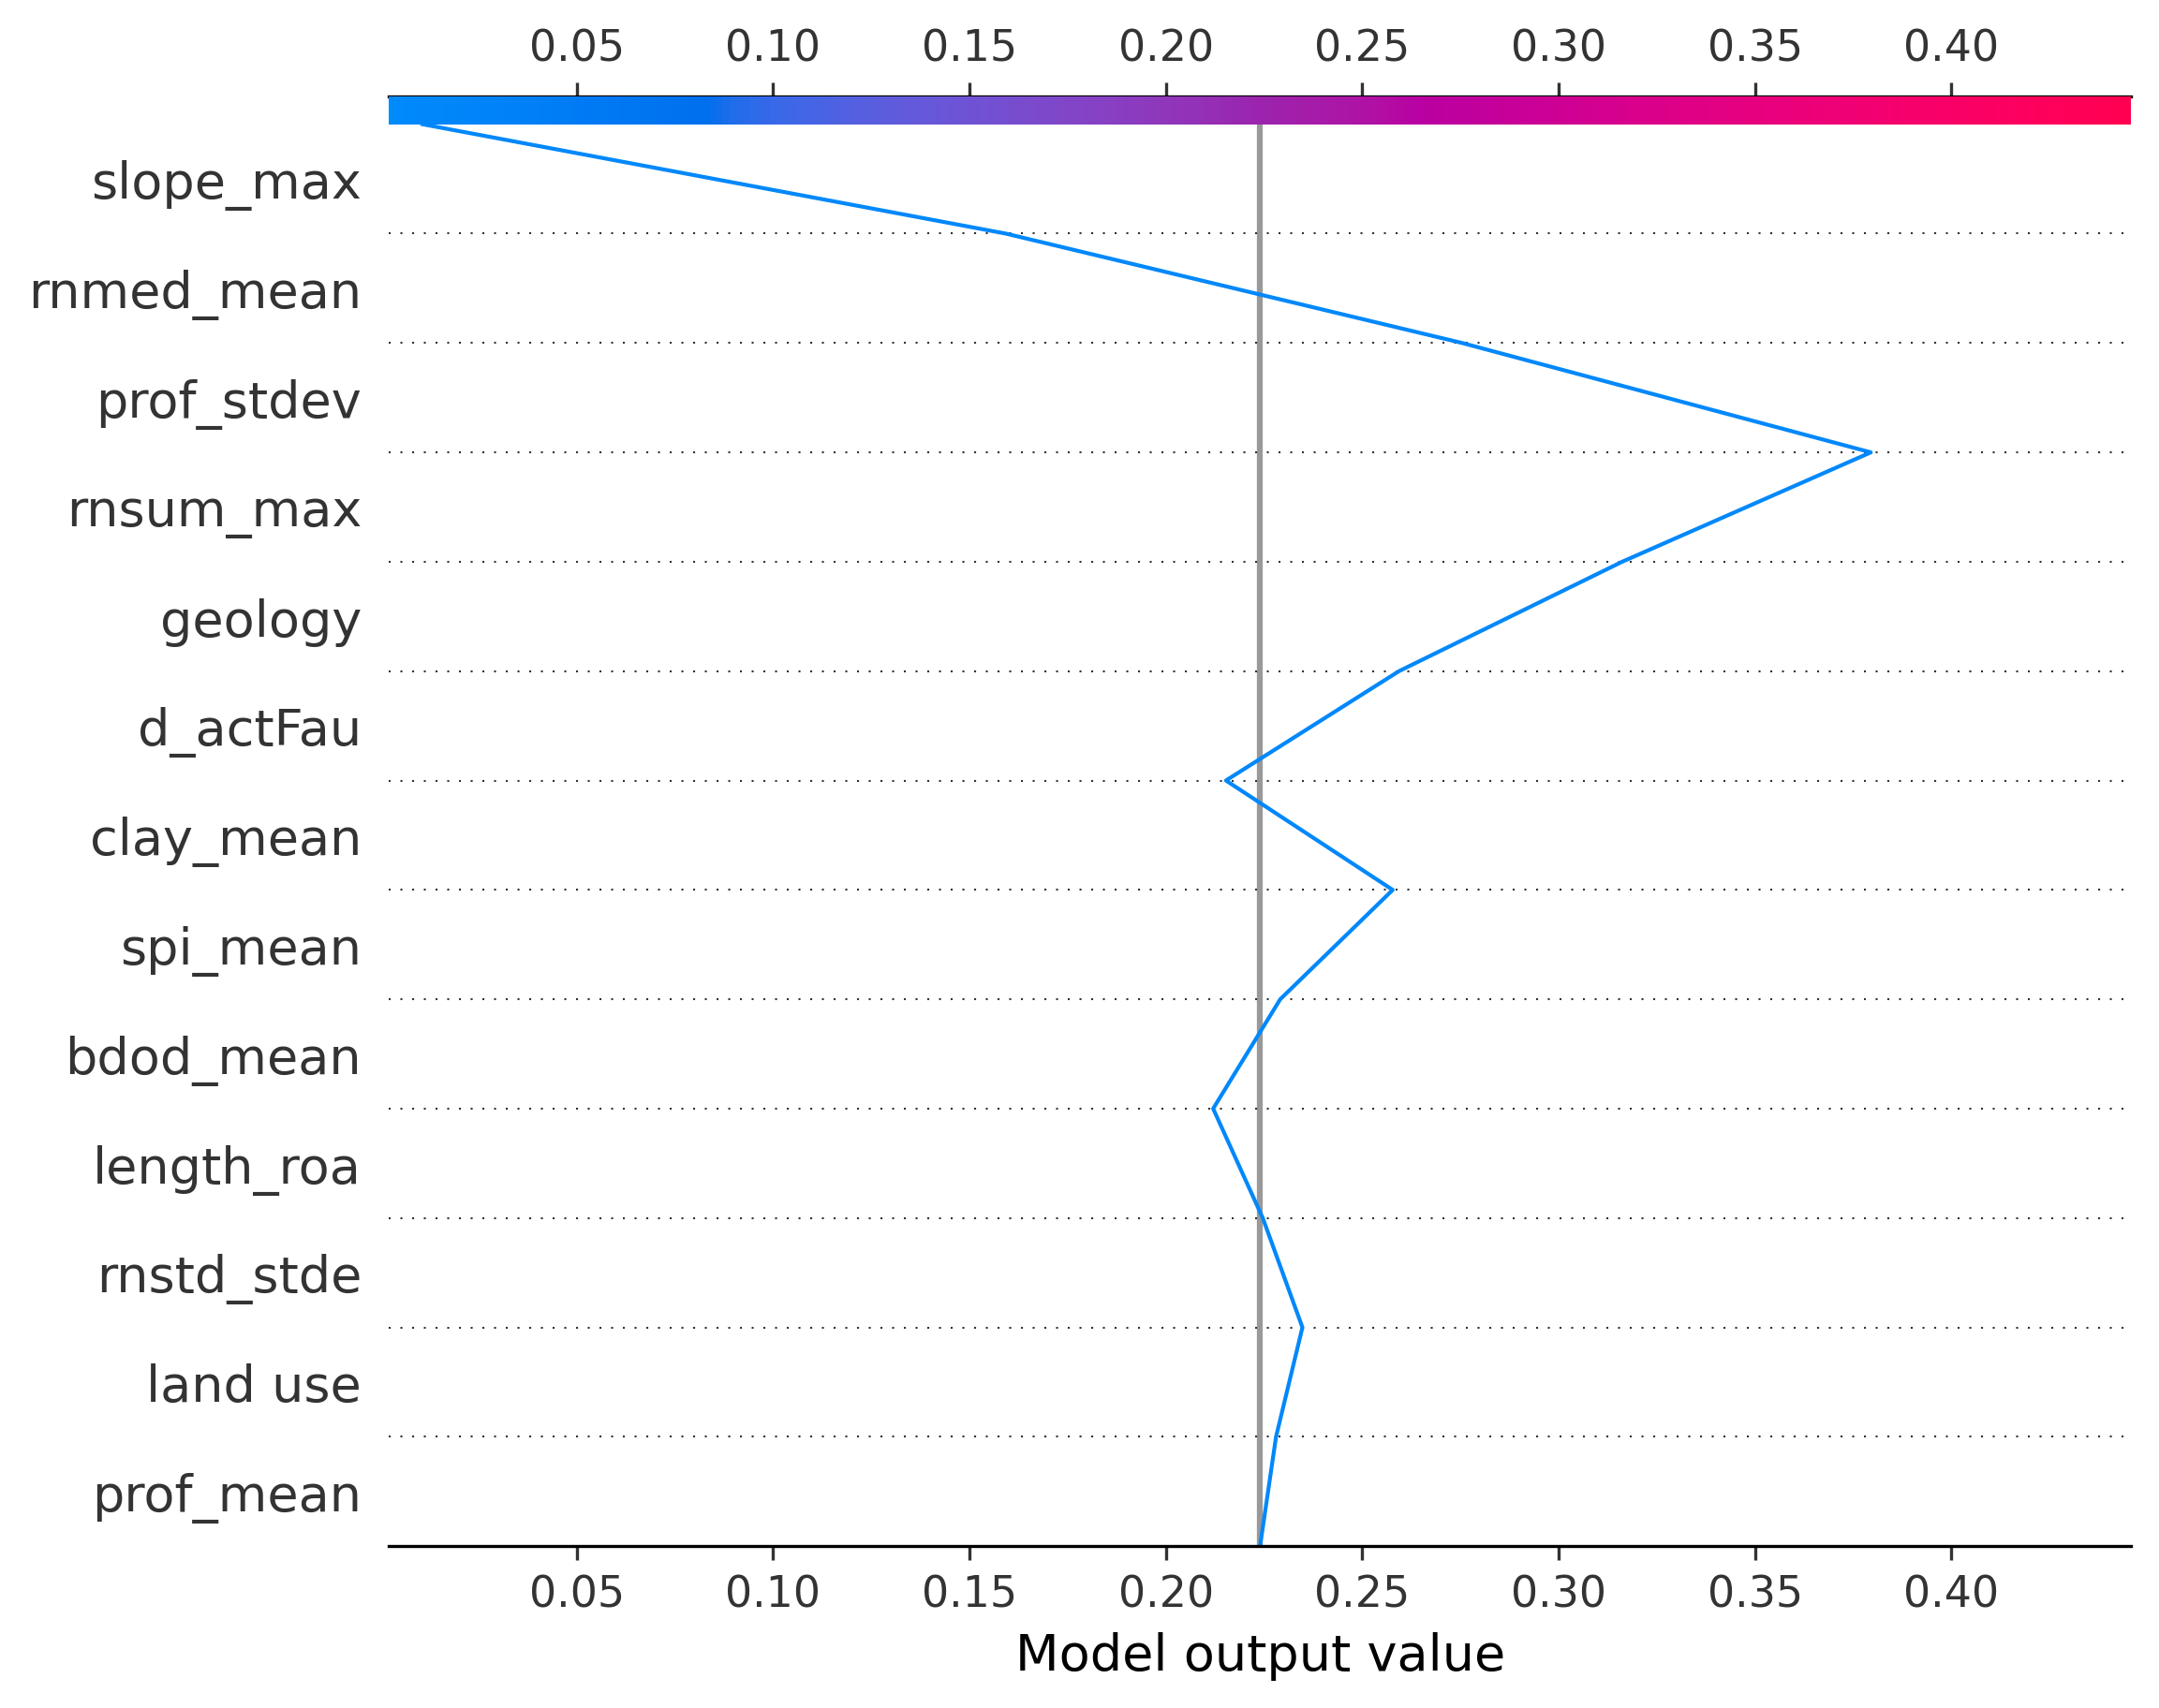 0.05 0.10 0.15 0.20 0.25 0.30 0.35 0.40
slope_max
rnmed_mean
prof_stdev
rnsum_max
geology
d_actFau
clay_mean
spi_mean
bdod_mean
length_roa
rnstd_stde
land use
prof_mean
0.05 0.10 0.15 0.20 0.25 0.30 0.35 0.40
Model output value